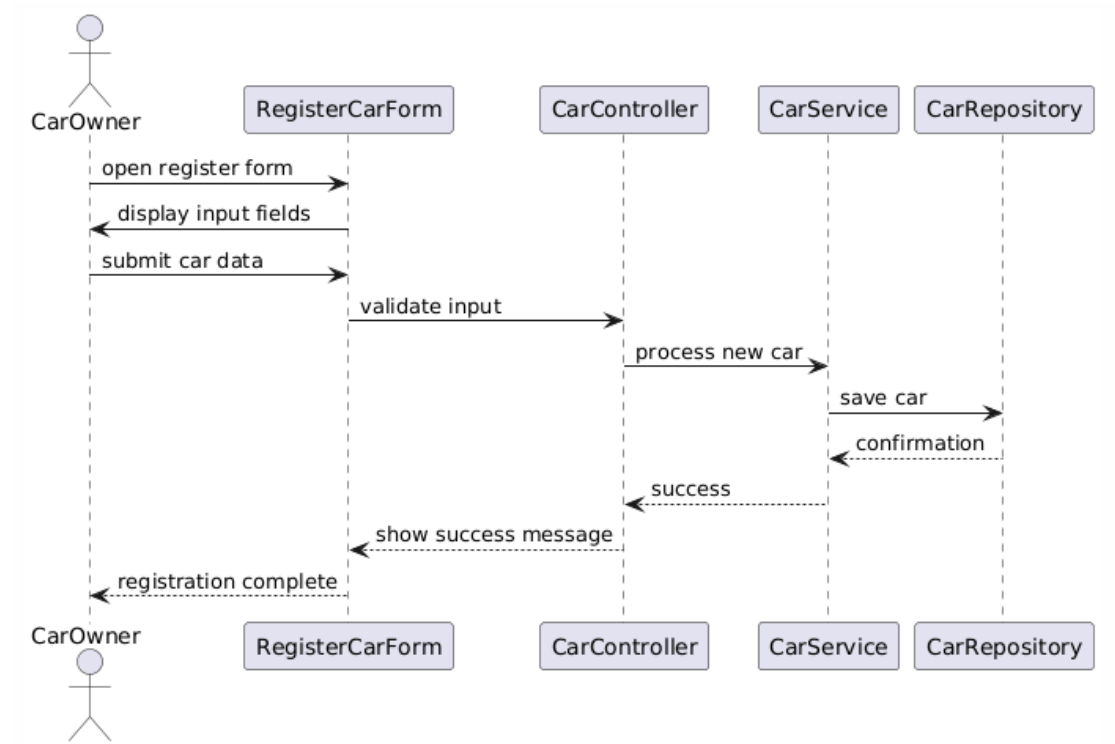 CarOwner
RegisterCarForm
CarController
CarService
CarRepository
open register form
display input fields
submit car data
validate input
process new car
save car
confirmation
success
show success message
registration complete
CarOwner
RegisterCarForm
CarController
CarService
CarRepository